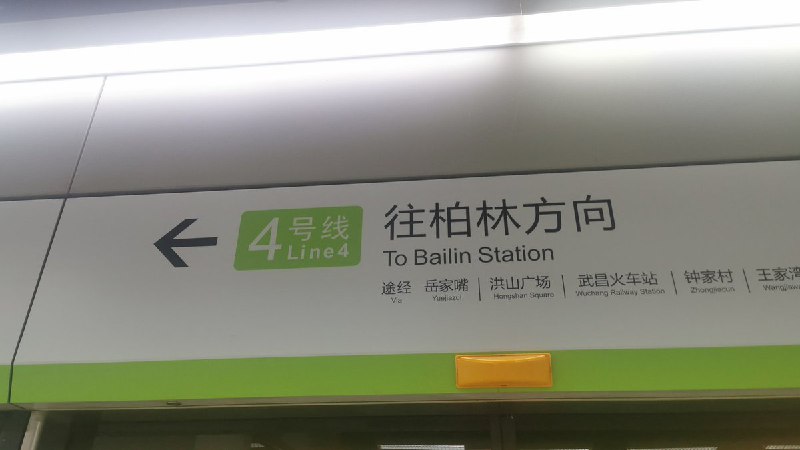 4号线
Line4
往柏林方向
To Bailin Station
途经 岳家嘴 | 洪山广场 | 武昌火车站 | 钟家村 | 王家湾
Via Yuejiazui Hongshan Square Wuchang Railway Station Zhongjiacun